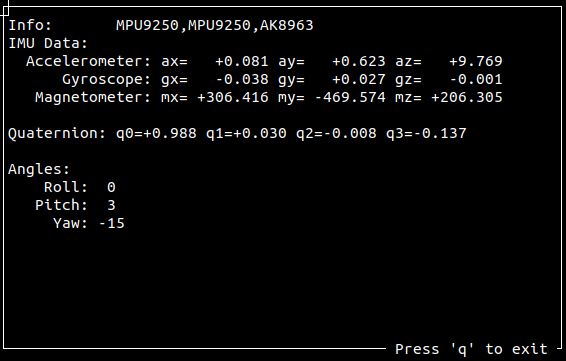 Info:       MPU9250,MPU9250,AK8963
IMU Data:
  Accelerometer: ax=   +0.081 ay=   +0.623 az=   +9.769
      Gyroscope: gx=   -0.038 gy=   +0.027 gz=   -0.001
   Magnetometer: mx= +306.416 my= -469.574 mz= +206.305
Quaternion: q0=+0.988 q1=+0.030 q2=-0.008 q3=-0.137
Angles:
    Roll:  0
   Pitch:  3
     Yaw: -15
Press 'q' to exit